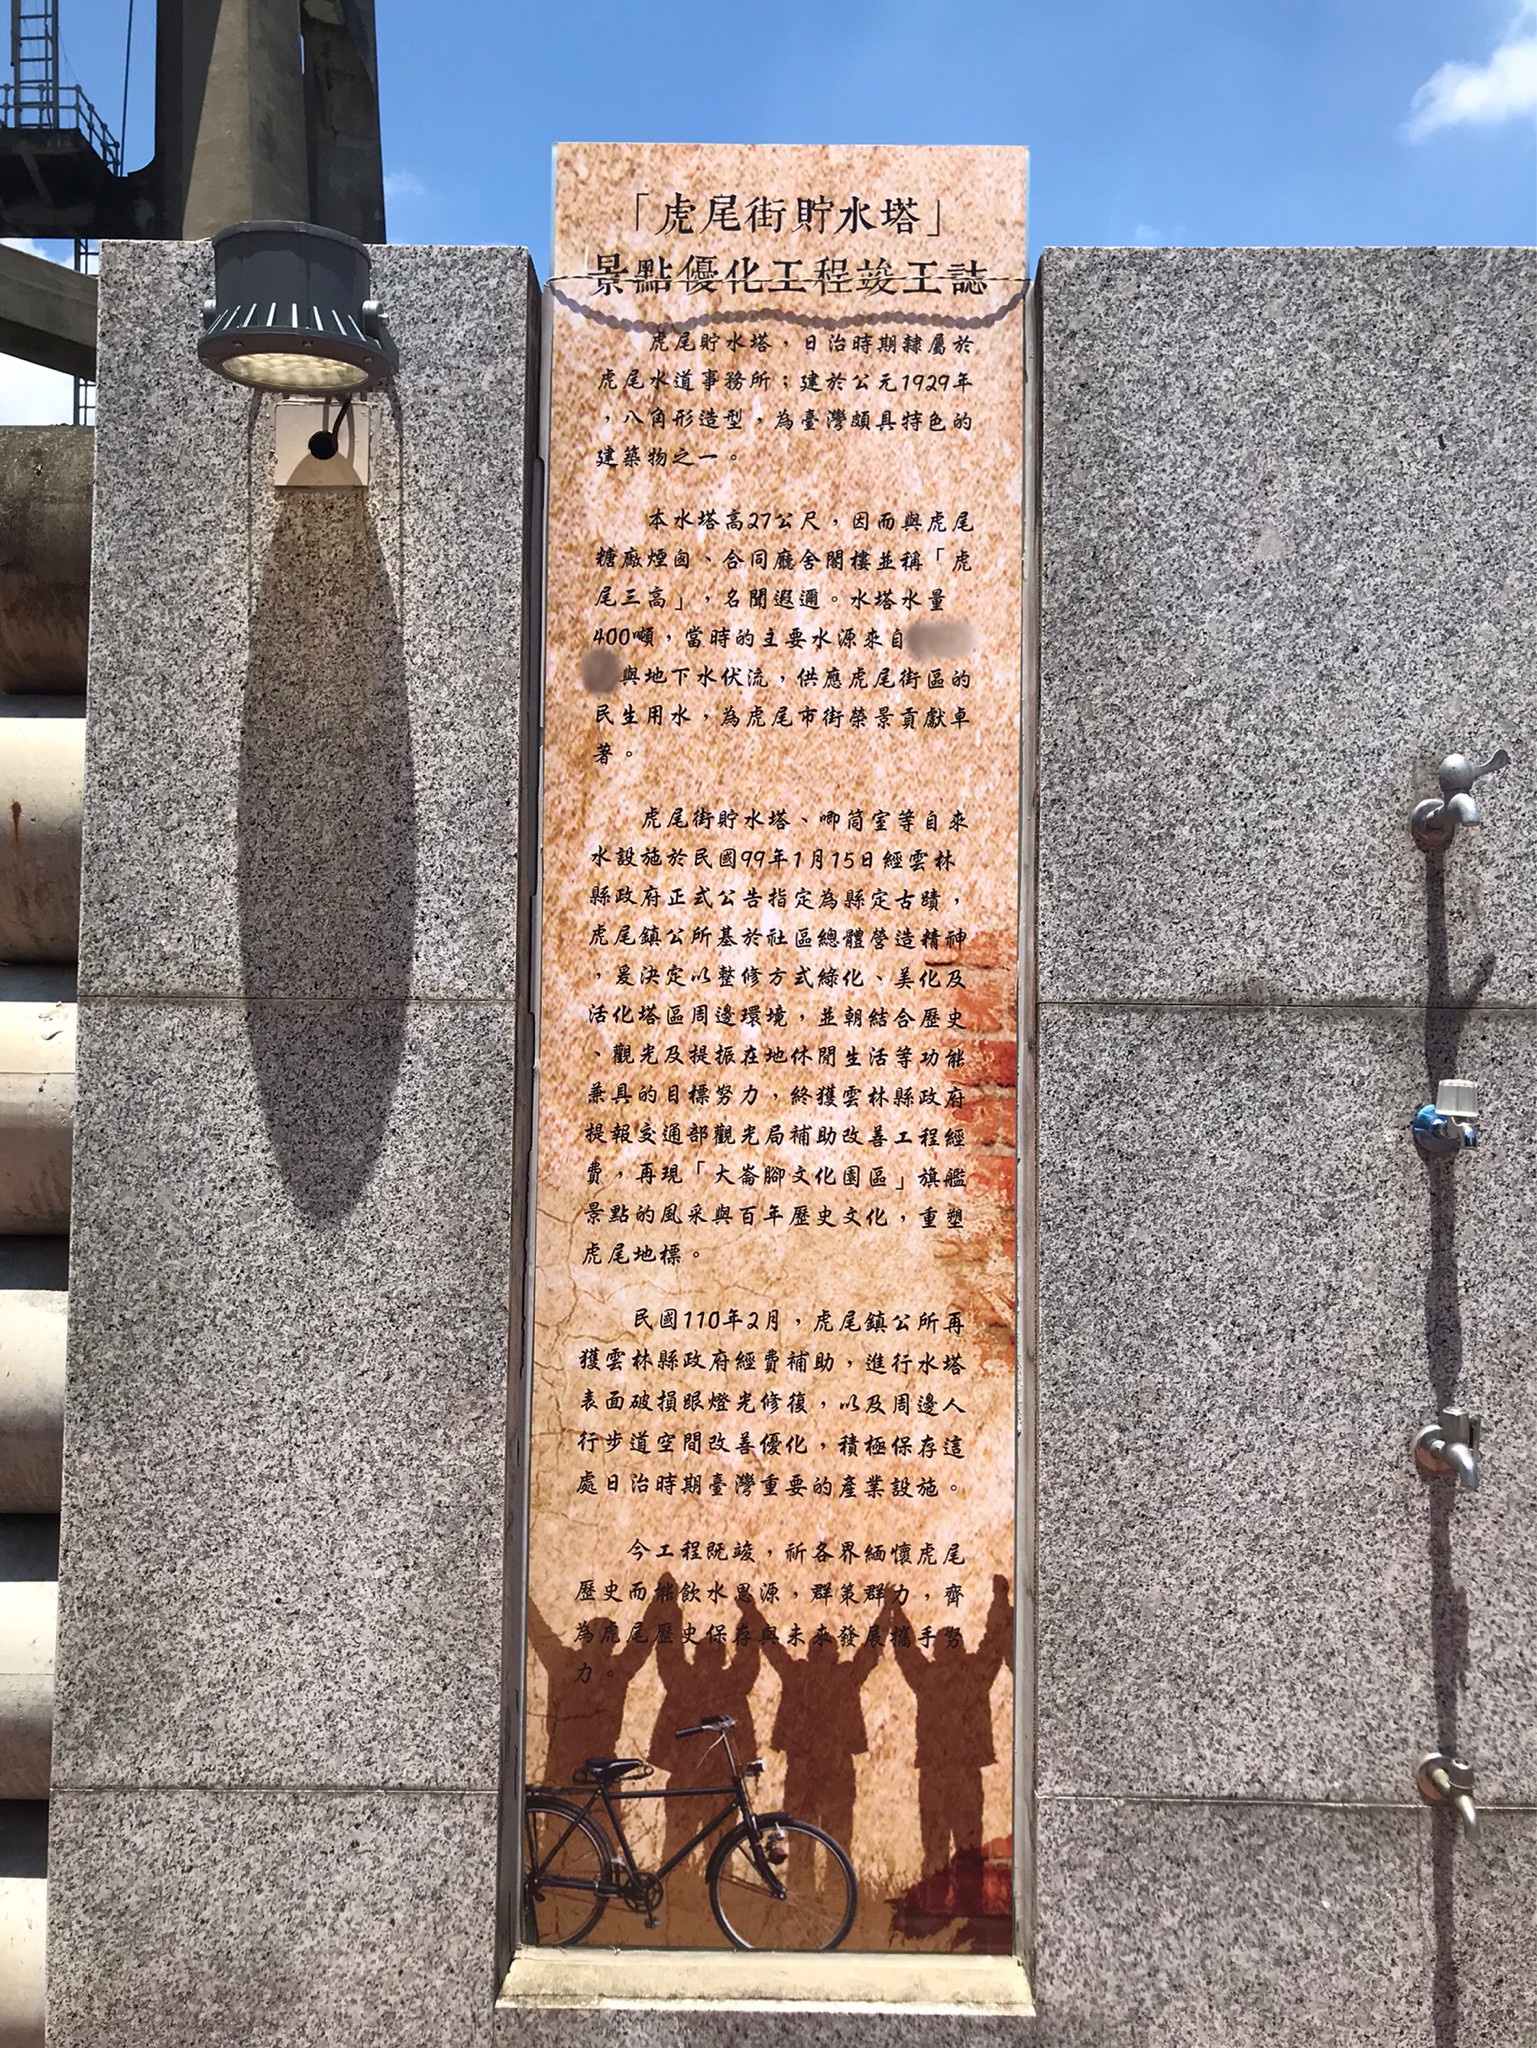 「虎尾街貯水塔」
景點優化工程竣工誌
虎尾貯水塔，日治時期隸屬於
虎尾水道事務所；建於公元1929年
，八角形造型，為臺灣頗具特色的
建築物之一。
本水塔高27公尺，因而與虎尾
糖廠煙囪、合同廳舍閣樓並稱「虎
尾三高」，名聞遐邇。水塔水量
400噸，當時的主要水源來自
與地下水伏流，供應虎尾街區的
民生用水，為虎尾市街榮景貢獻卓
著。
虎尾街貯水塔、唧筒室等自來
水設施於民國99年1月15日經雲林
縣政府正式公告指定為縣定古蹟，
虎尾鎮公所基於社區總體營造精神
，爰決定以整修方式綠化、美化及
活化塔區周邊環境，並朝結合歷史
、觀光及提振在地休閒生活等功能
兼具的目標努力，終獲雲林縣政府
提報交通部觀光局補助改善工程經
費，再現「大崙腳文化園區」旗艦
景點的風采與百年歷史文化，重塑
虎尾地標。
民國110年2月，虎尾鎮公所再
獲雲林縣政府經費補助，進行水塔
表面破損眼燈光修復，以及周邊人
行步道空間改善優化，積極保存這
處日治時期臺灣重要的產業設施。
今工程既竣，祈各界緬懷虎尾
歷史而能飲水思源，群策群力，齊
為虎尾歷史保存與未來發展攜手努
力。